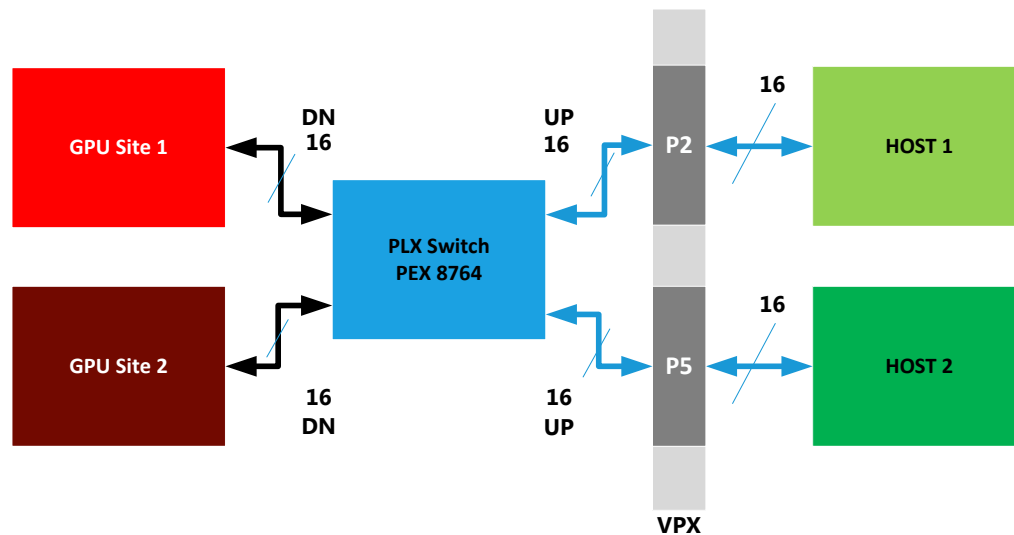 GPU Site 1
DN
16
UP
16
P2
16
HOST 1
PLX Switch
PEX 8764
GPU Site 2
16
DN
16
UP
P5
16
HOST 2
VPX